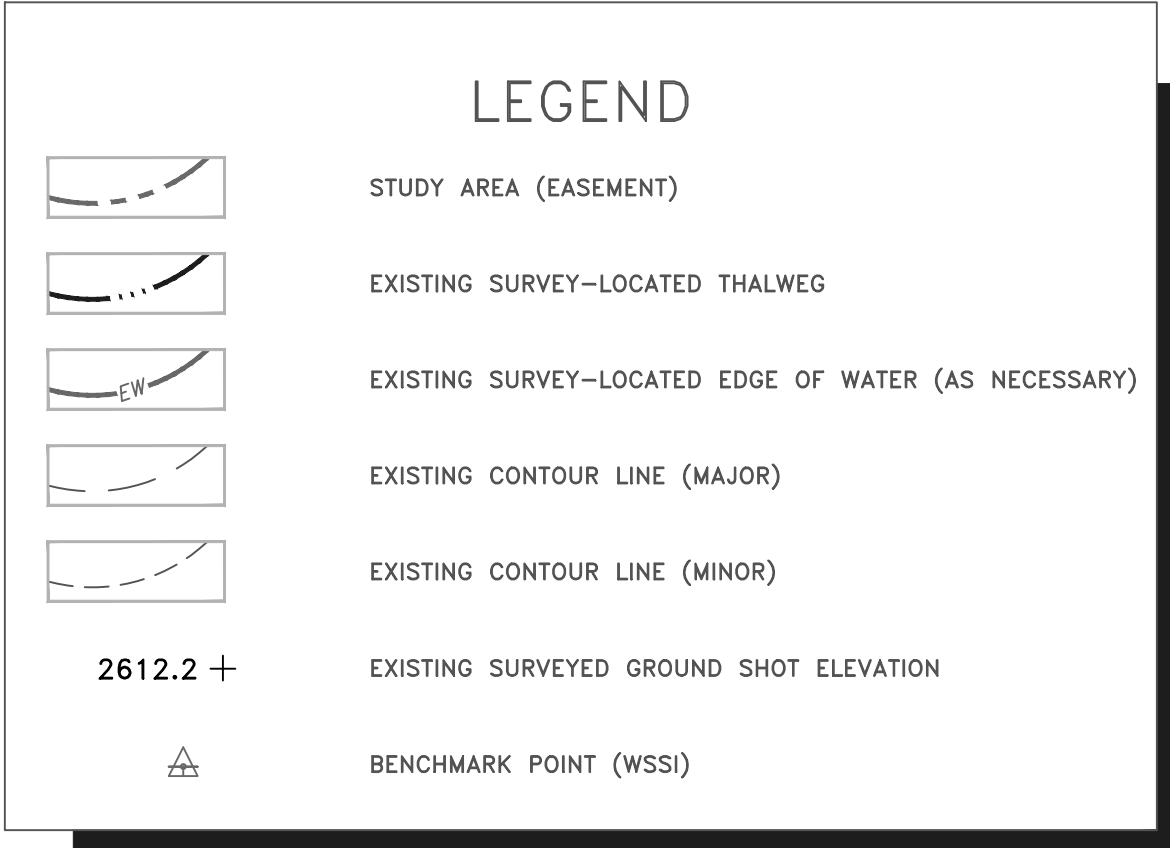 LEGEND
STUDY AREA (EASEMENT)
EXISTING SURVEY-LOCATED THALWEG
EW EXISTING SURVEY-LOCATED EDGE OF WATER (AS NECESSARY)
EXISTING CONTOUR LINE (MAJOR)
EXISTING CONTOUR LINE (MINOR)
2612.2 + EXISTING SURVEYED GROUND SHOT ELEVATION
BENCHMARK POINT (WSSI)